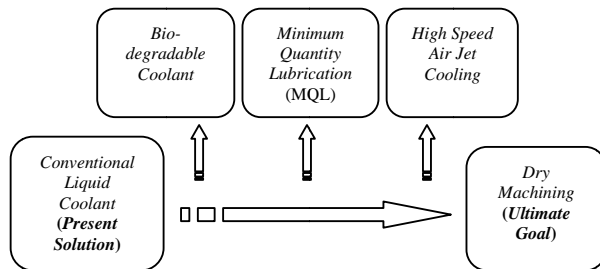 Bio-
degradable
Coolant
Minimum
Quantity
Lubrication
(MQL)
High Speed
Air Jet
Cooling
Conventional
Liquid
Coolant
(Present
Solution)
Dry
Machining
(Ultimate
Goal)